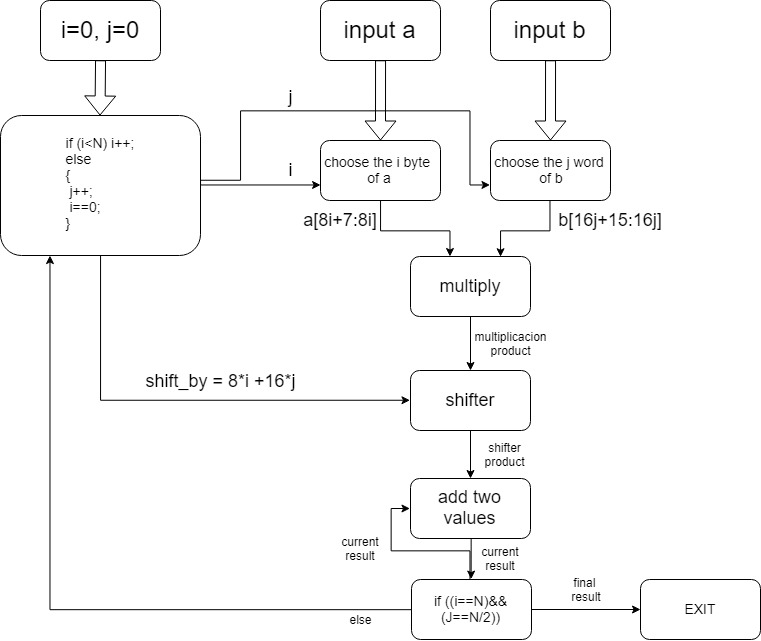 i=0, j=0
input a
input b
if (i<N) i++;
else
{
j++;
i==0;
}
j
i
choose the i byte
of a
choose the j word
of b
a[8i+7:8i]
b[16j+15:16j]
multiply
multiplicacion
product
shift_by = 8*i +16*j
shifter
shifter
product
add two
values
current
result
current
result
if ((i==N)&&
(J==N/2))
else
final
result
EXIT